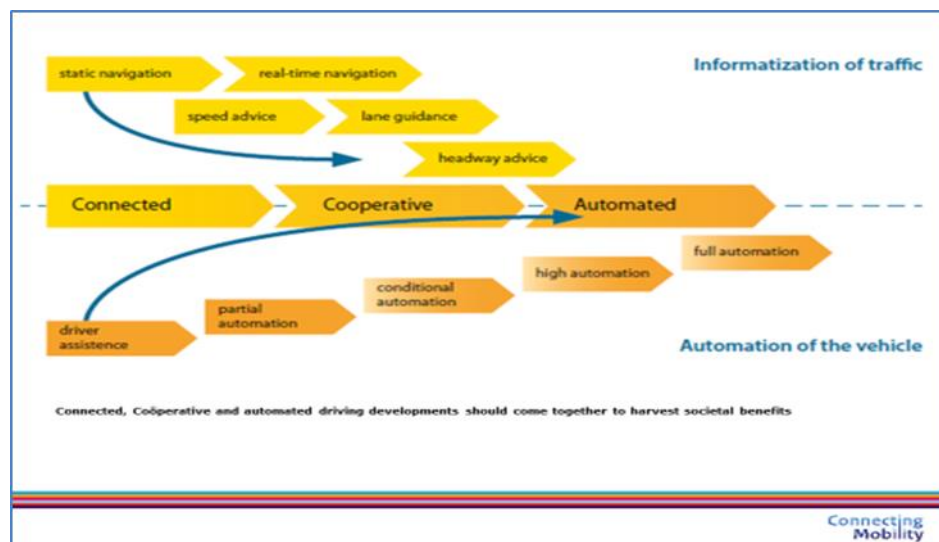 Informatization of traffic
static navigation
real-time navigation
speed advice
lane guidance
headway advice
Connected
Cooperative
Automated
full automation
high automation
conditional
automation
partial
automation
driver
assistence
Automation of the vehicle
Connected, Coöperative and automated driving developments should come together to harvest societal benefits
Connecting
Mobility